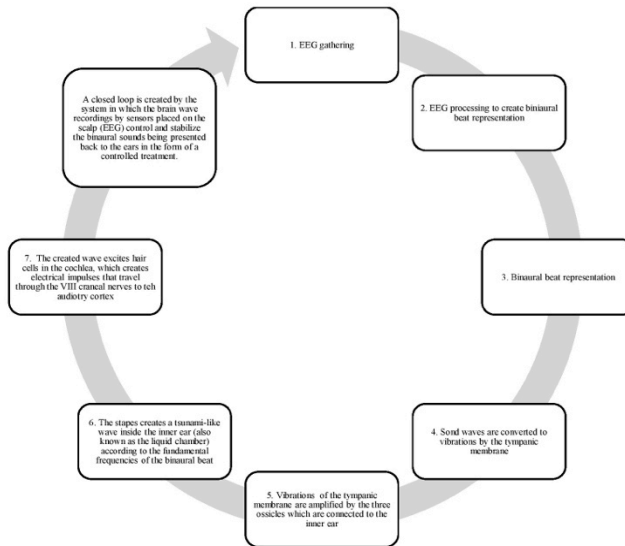 1. EEG gathering
2. EEG processing to create biniaural
beat representation
3. Binaural beat representation
4. Sond waves are converted to
vibrations by the tympanic
membrane
5. Vibrations of the tympanic
membrane are amplified by the three
ossicles which are connected to the
inner ear
6. The stapes creates a tsunami-like
wave inside the inner ear (also
known as the liquid chamber)
according to the fundamental
frequencies of the binaural beat
7. The created wave excites hair
cells in the cochlea, which creates
electrical impulses that travel
through the VIII craneal nerves to teh
audiotry cortex
A closed loop is created by the
system in which the brain wave
recordings by sensors placed on the
scalp (EEG) control and stabilize
the binaural sounds being presented
back to the ears in the form of a
controlled treatment.